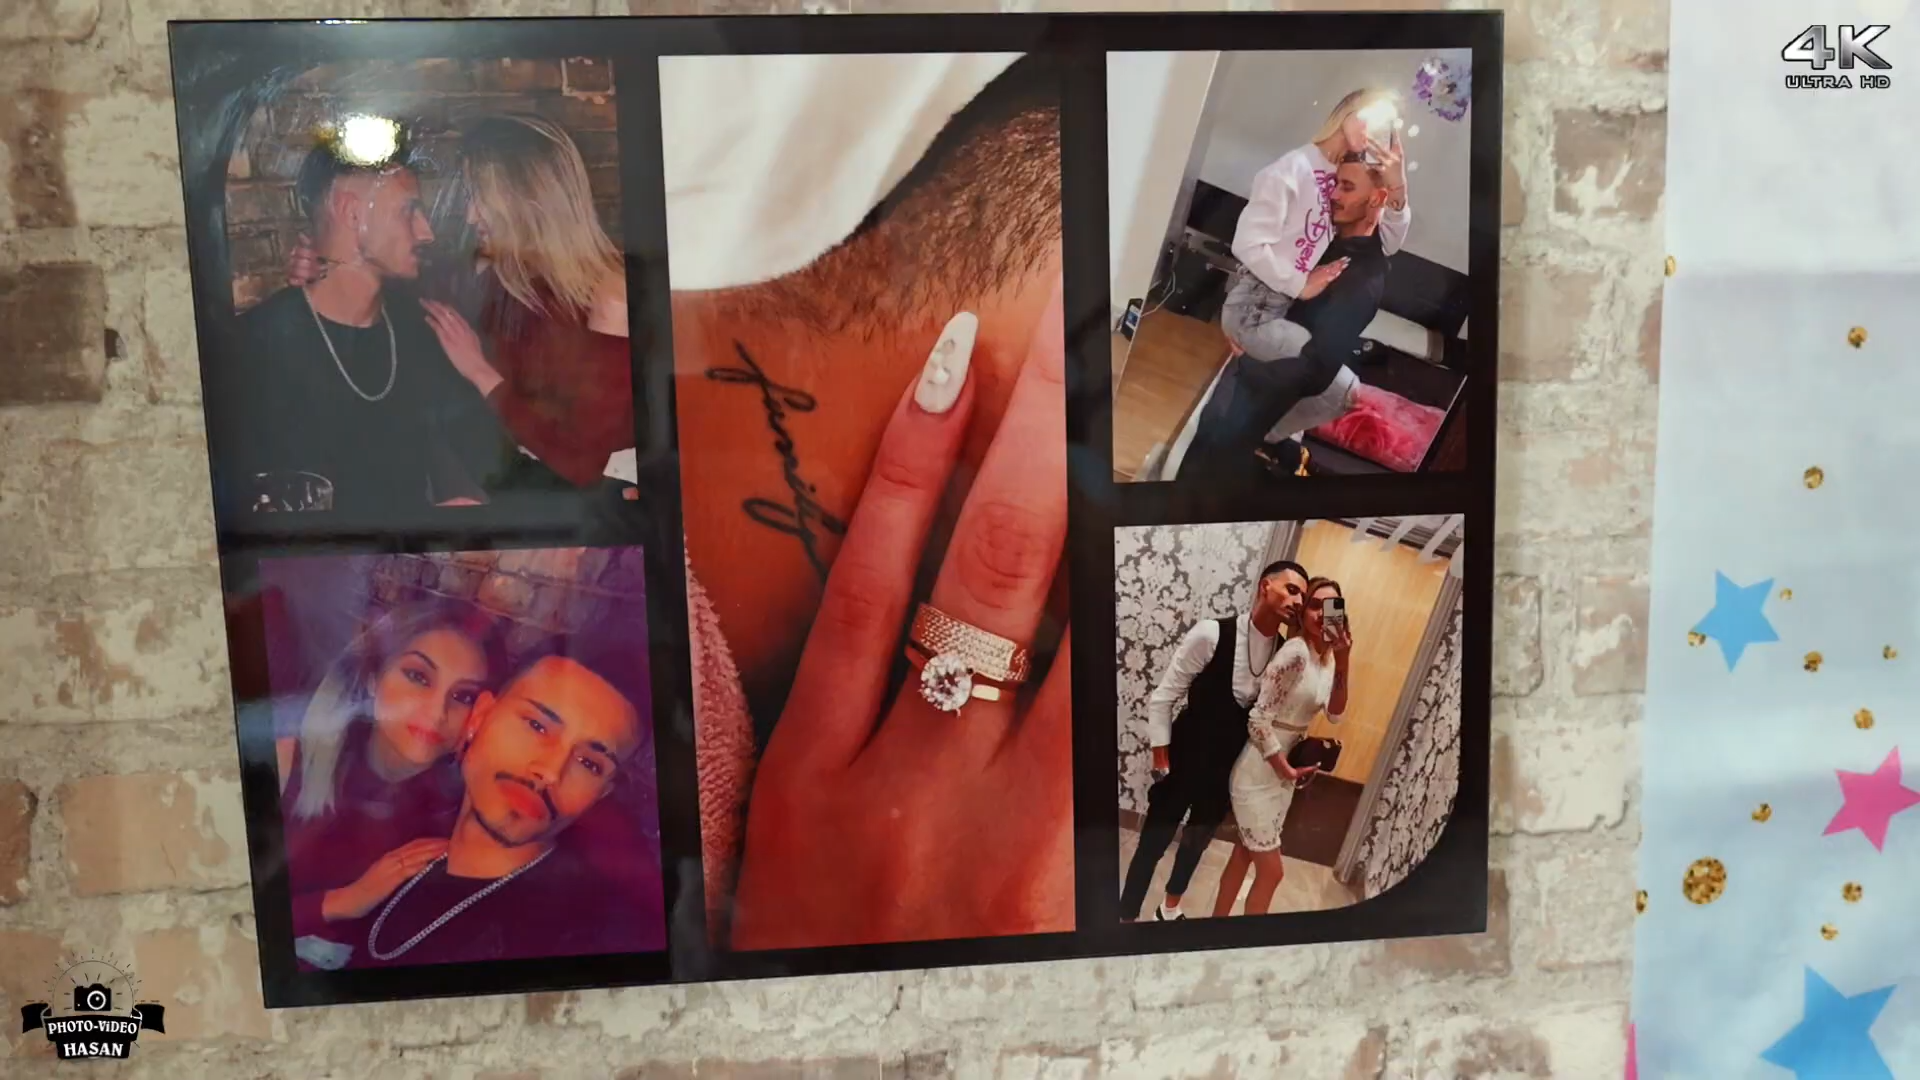 4K
ULTRA HD
family
PHOTO-ViDEO
HASAN